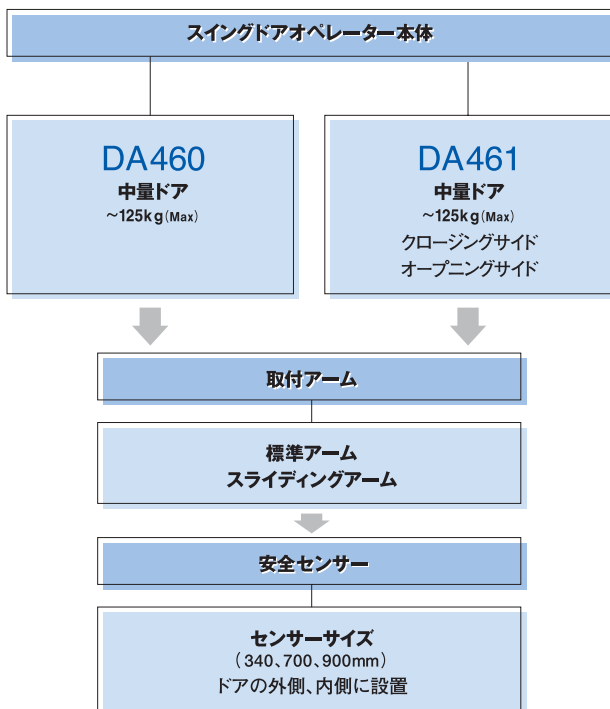 スイングドアオペレーター本体
DA460
中量ドア
~125kg(Max)
DA461
中量ドア
~125kg(Max)
クロージングサイド
オープニングサイド
取付アーム
標準アーム
スライディングアーム
安全センサー
センサーサイズ
(340、700、900mm)
ドアの外側、内側に設置